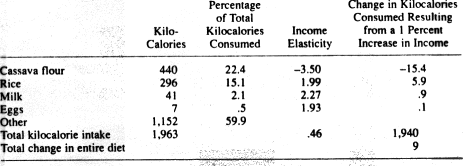 Percentage Change in Kilocalories
of Total Consumed Resulting
Kilo- Kilocalories Income from a 1 Percent
Calories Consumed Elasticity Increase in Income
Cassava flour 440 22.4 –3.50 –15.4
Rice 296 15.1 1.99 5.9
Milk 41 2.1 2.27 .9
Eggs 7 .5 1.93 .1
Other 1,152 59.9
Total kilocalorie intake 1,963 .46 1,940
Total change in entire diet 9